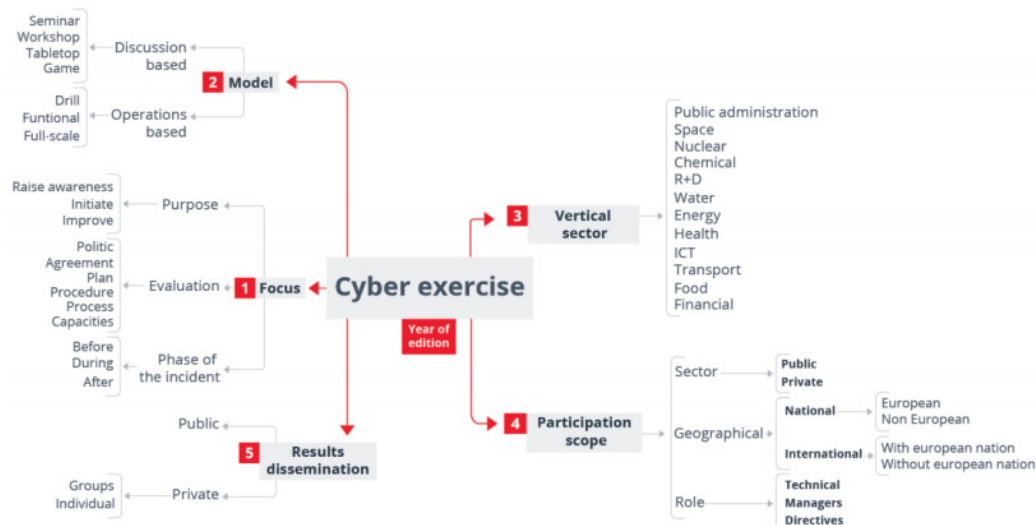 Seminar
Workshop
Tabletop
Game
Discussion
based
2 Model
Drill
Funtional
Full-scale
Operations
based
Raise awareness
Initiate
Improve
Purpose
Politic
Agreement
Plan
Procedure
Process
Capacities
Evaluation
1 Focus
Before
During
After
Phase of
the incident
Cyber exercise
Year of
edition
Public
5 Results
dissemination
Groups
Individual
Private
3 Vertical
sector
Public administration
Space
Nuclear
Chemical
R+D
Water
Energy
Health
ICT
Transport
Food
Financial
4 Participation
scope
Sector
Public
Private
Geographical
National
European
Non European
International
With european nation
Without european nation
Role
Technical
Managers
Directives